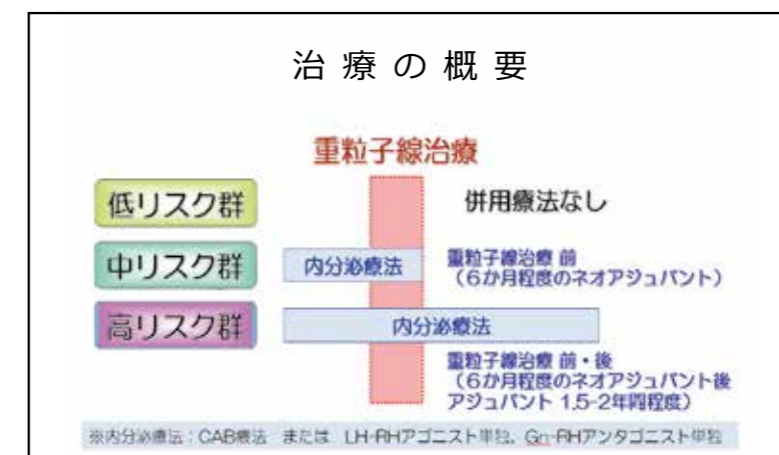 治療の概要
重粒子線治療
低リスク群
併用療法なし
中リスク群
内分泌療法
重粒子線治療 前
（6か月程度のネオアジュバント）
高リスク群
内分泌療法
重粒子線治療 前・後
（6か月程度のネオアジュバント後
アジュバント 1.5-2年間程度）
※内分泌療法：CAB療法 または LH-RHアゴニスト単独、Gn-RHアンタゴニスト単独